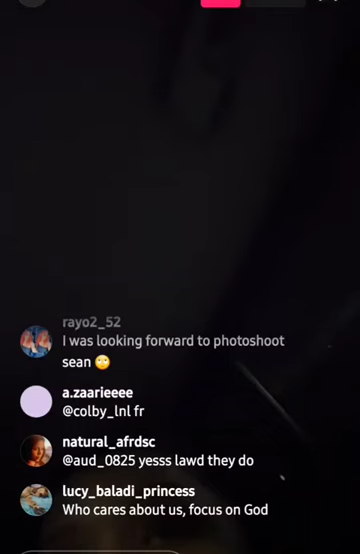 rayo2_52
I was looking forward to photoshoot
sean 🙄
a.zaarieeee
@colby_lnl fr
natural_afrdsc
@aud_0825 yesss lawd they do
lucy_baladi_princess
Who cares about us, focus on God